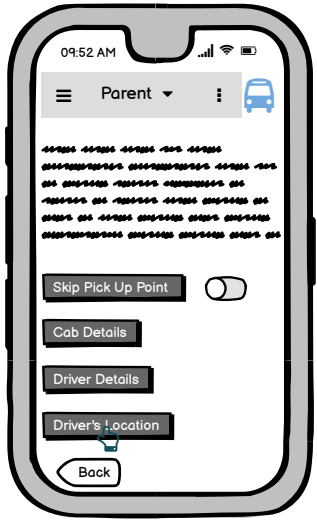 09:52 AM
Parent
Skip Pick Up Point
Cab Details
Driver Details
Driver's Location
Back